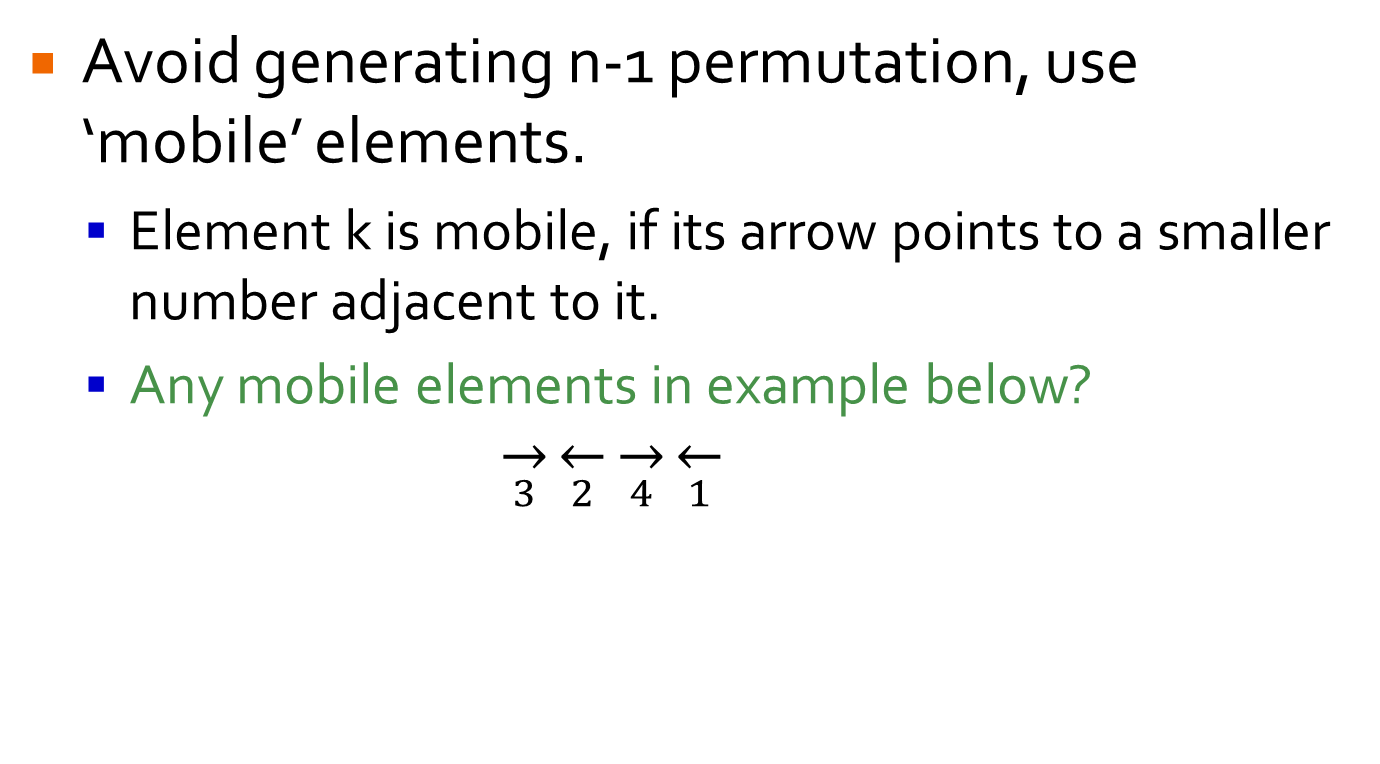 Avoid generating n-1 permutation, use
‘mobile’ elements.
Element k is mobile, if its arrow points to a smaller
number adjacent to it.
Any mobile elements in example below?
→ ← → ←
3 2 4 1